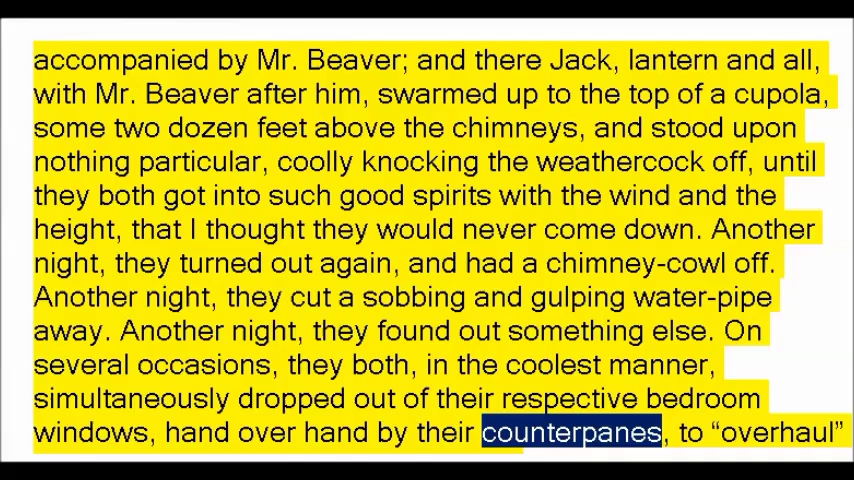 accompanied by Mr. Beaver; and there Jack, lantern and all,
with Mr. Beaver after him, swarmed up to the top of a cupola,
some two dozen feet above the chimneys, and stood upon
nothing particular, coolly knocking the weathercock off, until
they both got into such good spirits with the wind and the
height, that I thought they would never come down. Another
night, they turned out again, and had a chimney-cowl off.
Another night, they cut a sobbing and gulping water-pipe
away. Another night, they found out something else. On
several occasions, they both, in the coolest manner,
simultaneously dropped out of their respective bedroom
windows, hand over hand by their counterpanes, to “overhaul”